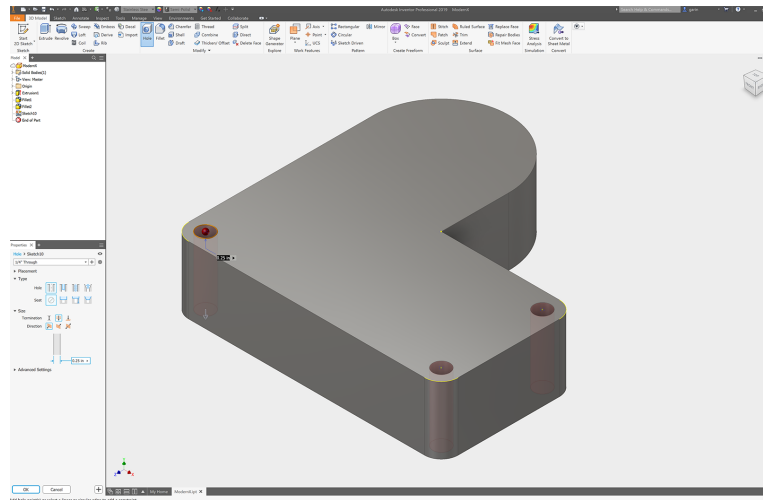 Autodesk Inventor Professional 2019 Modern4
File 3D Model Sketch Annotate Inspect Tools Manage View Environments Get Started Collaborate
Start
2D Sketch
Sketch
Extrude Revolve
Sweep Emboss Decal
Loft Derive Import
Coil Rib
Create
Hole Fillet
Chamfer Thread Split
Shell Combine Direct
Draft Thicken/ Offset Delete Face
Modify
Shape
Generator
Explore
Plane
Axis
Point
UCS
Work Features
Rectangular Mirror
Circular
Sketch Driven
Pattern
Box
Face
Convert
Create Freeform
Stitch Ruled Surface Replace Face
Patch Trim Repair Bodies
Sculpt Extend Fit Mesh Face
Surface
Stress
Analysis
Simulation
Convert to
Sheet Metal
Convert
Model
Modern4
Solid Bodies(1)
View: Master
Origin
End of Part
Properties
Hole > Sketch10
1/4" Through
Placement
Type
Hole
Seat
Size
Termination
Direction
Advanced Settings
OK Cancel
My Home Modern4.ipt